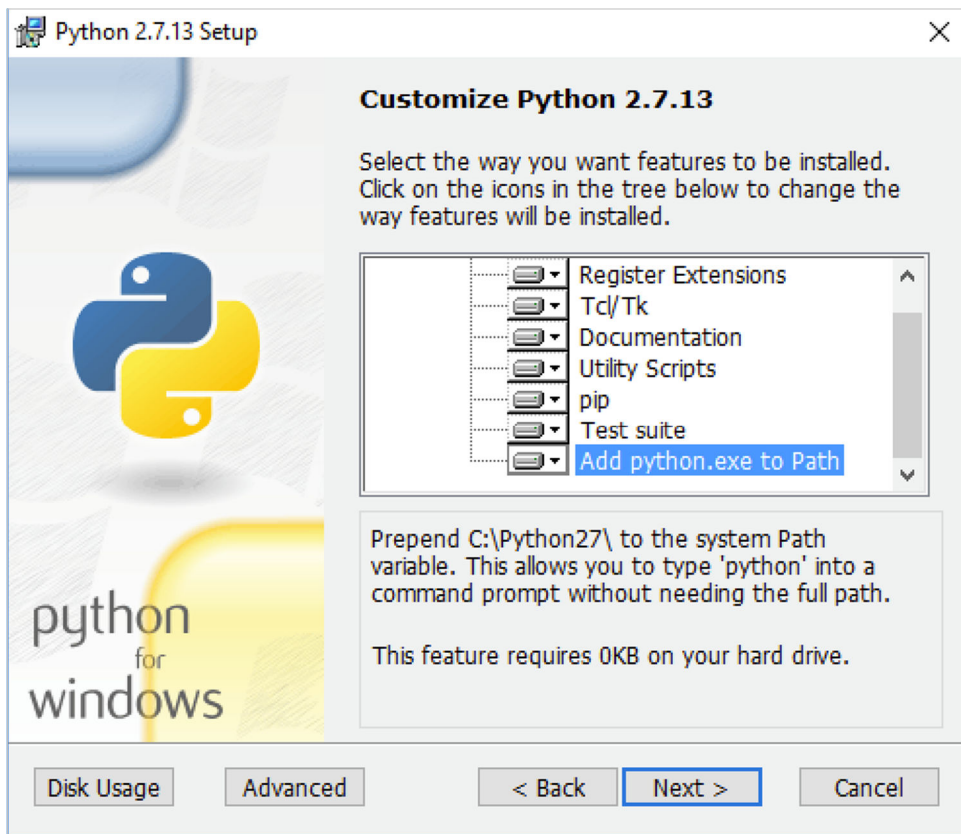 Python 2.7.13 Setup
Customize Python 2.7.13
Select the way you want features to be installed.
Click on the icons in the tree below to change the
way features will be installed.
Register Extensions
Tcl/Tk
Documentation
Utility Scripts
pip
Test suite
Add python.exe to Path
Prepend C:\Python27\ to the system Path
variable. This allows you to type 'python' into a
command prompt without needing the full path.
This feature requires 0KB on your hard drive.
python
for
windows
Disk Usage
Advanced
< Back
Next >
Cancel